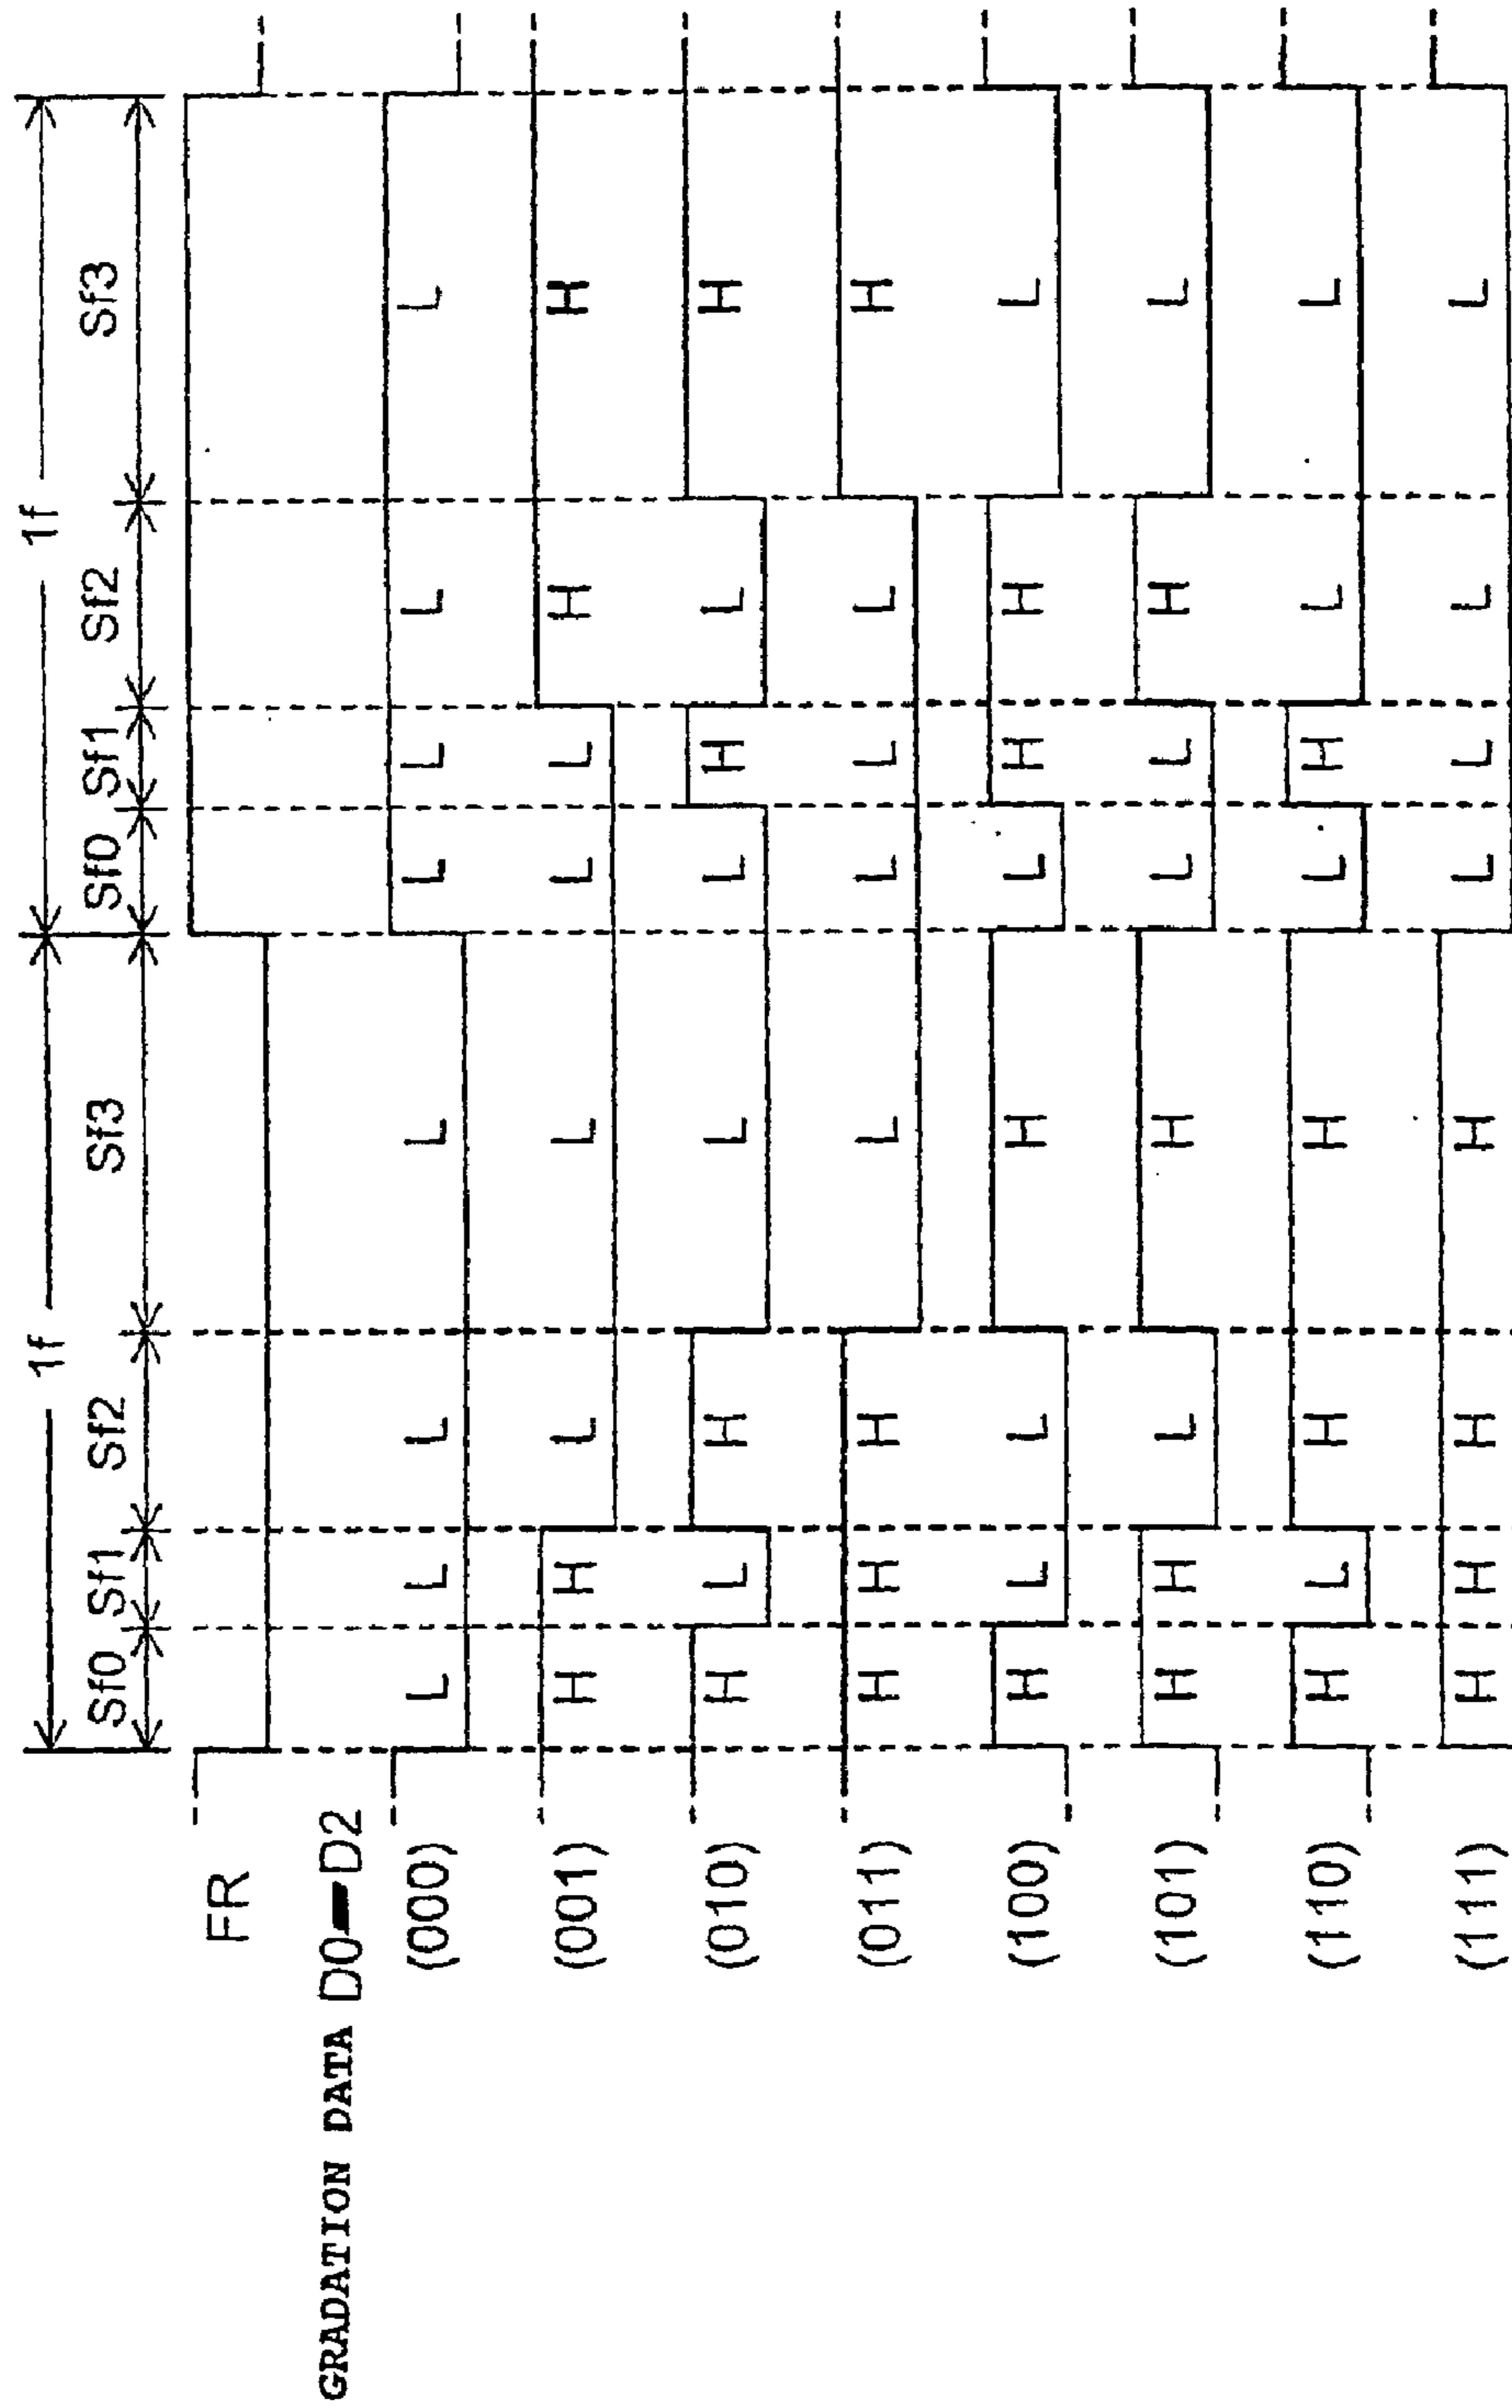 1f 1f
Sf0 Sf1 Sf2 Sf3 Sf0 Sf1 Sf2 Sf3
FR
GRADATION DATA D0–D2
(000) L L L L L L L L
(001) H H L L L L H H
(010) H L H L L H L H
(011) H H H L L L L H
(100) H L L H L H H L
(101) H H L H L L H L
(110) H L H H L H L L
(111) H H H H L L L L